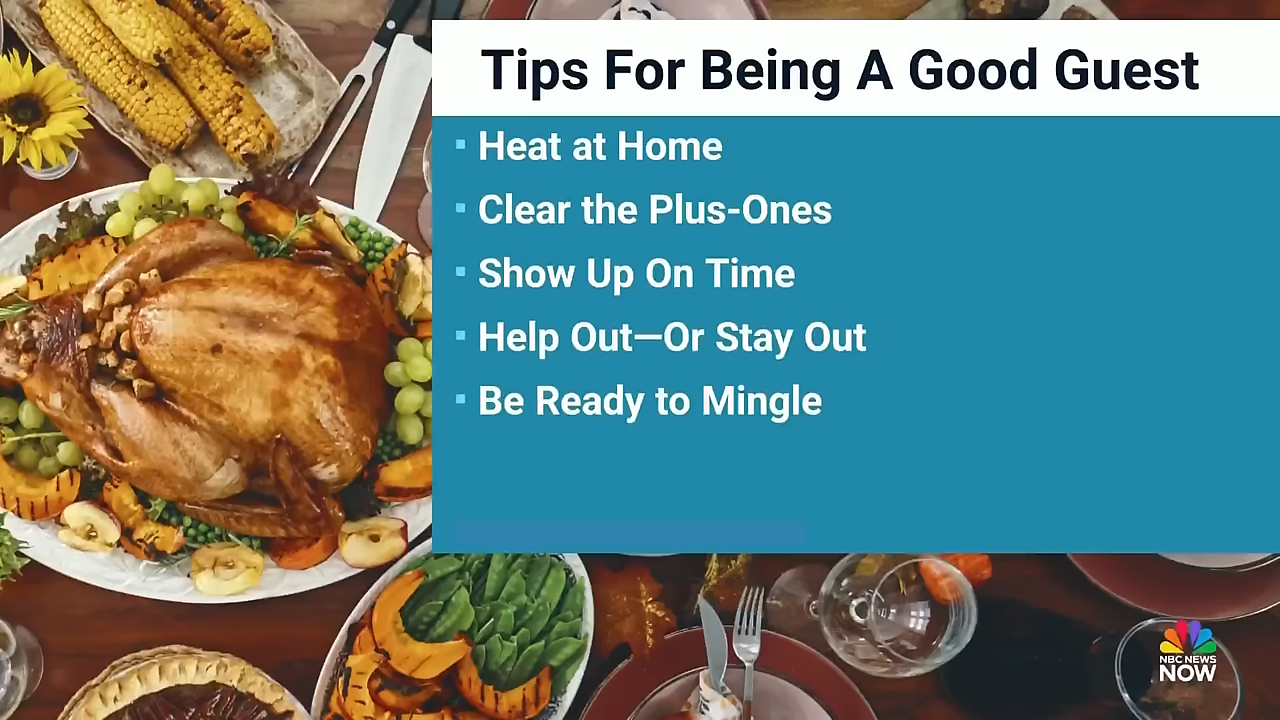 Tips For Being A Good Guest
▪ Heat at Home
▪ Clear the Plus-Ones
▪ Show Up On Time
▪ Help Out—Or Stay Out
▪ Be Ready to Mingle
NBC NEWS
NOW